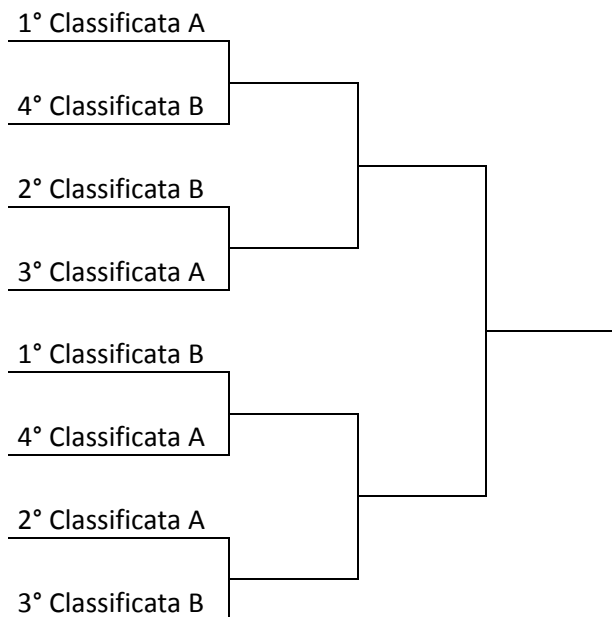 1° Classificata A
4° Classificata B
2° Classificata B
3° Classificata A
1° Classificata B
4° Classificata A
2° Classificata A
3° Classificata B